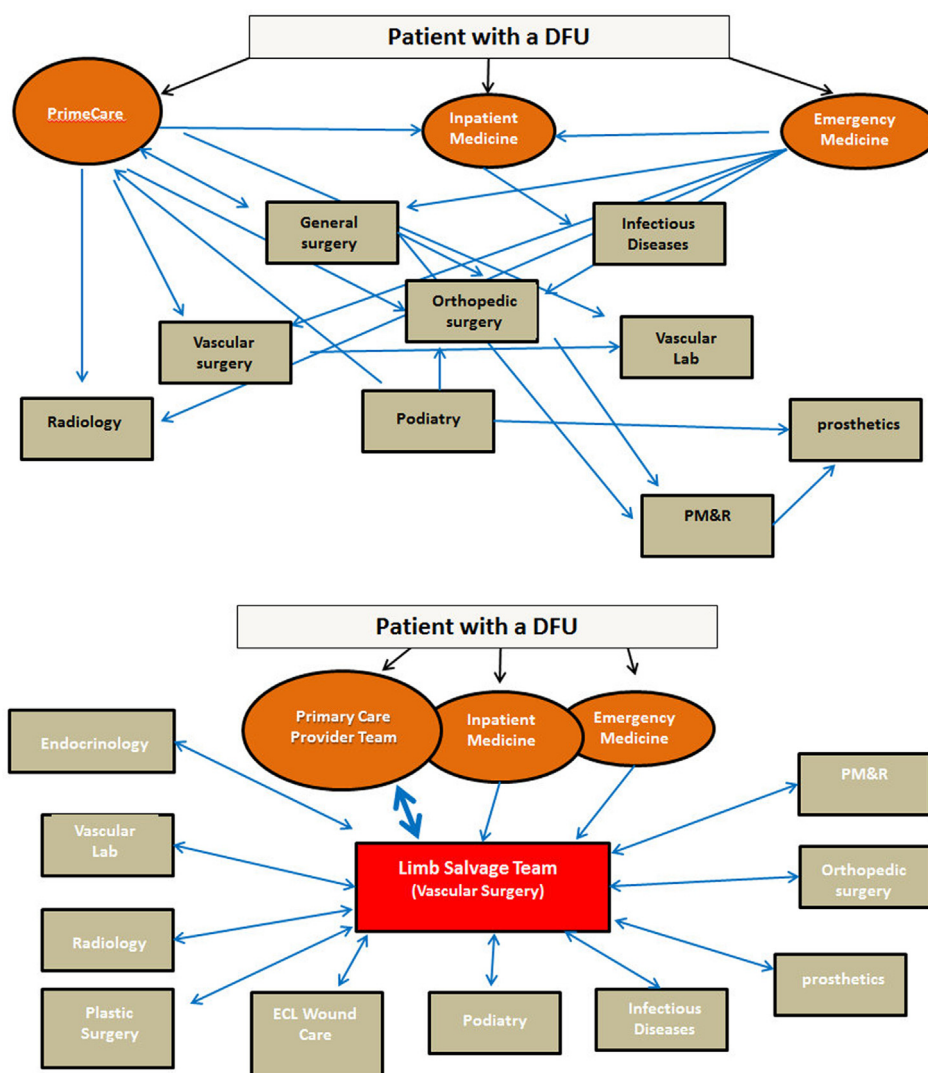 Patient with a DFU
PrimeCare
Inpatient
Medicine
Emergency
Medicine
General
surgery
Infectious
Diseases
Orthopedic
surgery
Vascular
surgery
Vascular
Lab
Radiology
Podiatry
prosthetics
PM&R
Patient with a DFU
Primary Care
Provider Team
Inpatient
Medicine
Emergency
Medicine
Endocrinology
PM&R
Vascular
Lab
Limb Salvage Team
(Vascular Surgery)
Orthopedic
surgery
Radiology
prosthetics
Plastic
Surgery
ECL Wound
Care
Podiatry
Infectious
Diseases